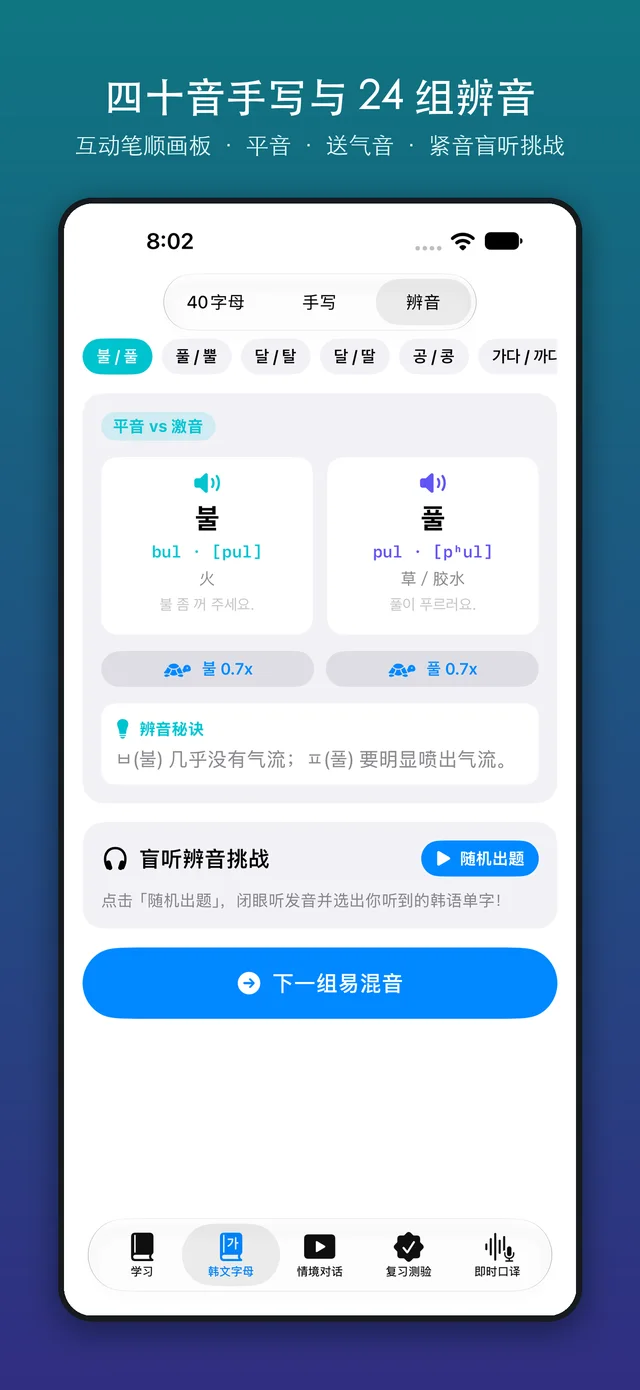 四十音手写与 24 组辨音
互动笔顺画板 · 平音 · 送气音 · 紧音盲听挑战
8:02
40字母 手写 辨音
불 / 풀 풀 / 뿔 달 / 탈 달 / 딸 공 / 콩 가다 / 까다
平音 vs 激音
불 풀
bul · [pul] pul · [pʰul]
火 草 / 胶水
불 좀 꺼 주세요. 풀이 푸르러요.
불 0.7x 풀 0.7x
辨音秘诀
ㅂ(불) 几乎没有气流；ㅍ(풀) 要明显喷出气流。
盲听辨音挑战 随机出题
点击「随机出题」，闭眼听发音并选出你听到的韩语单字！
下一组易混音
가
学习 韩文字母 情境对话 复习测验 即时口译